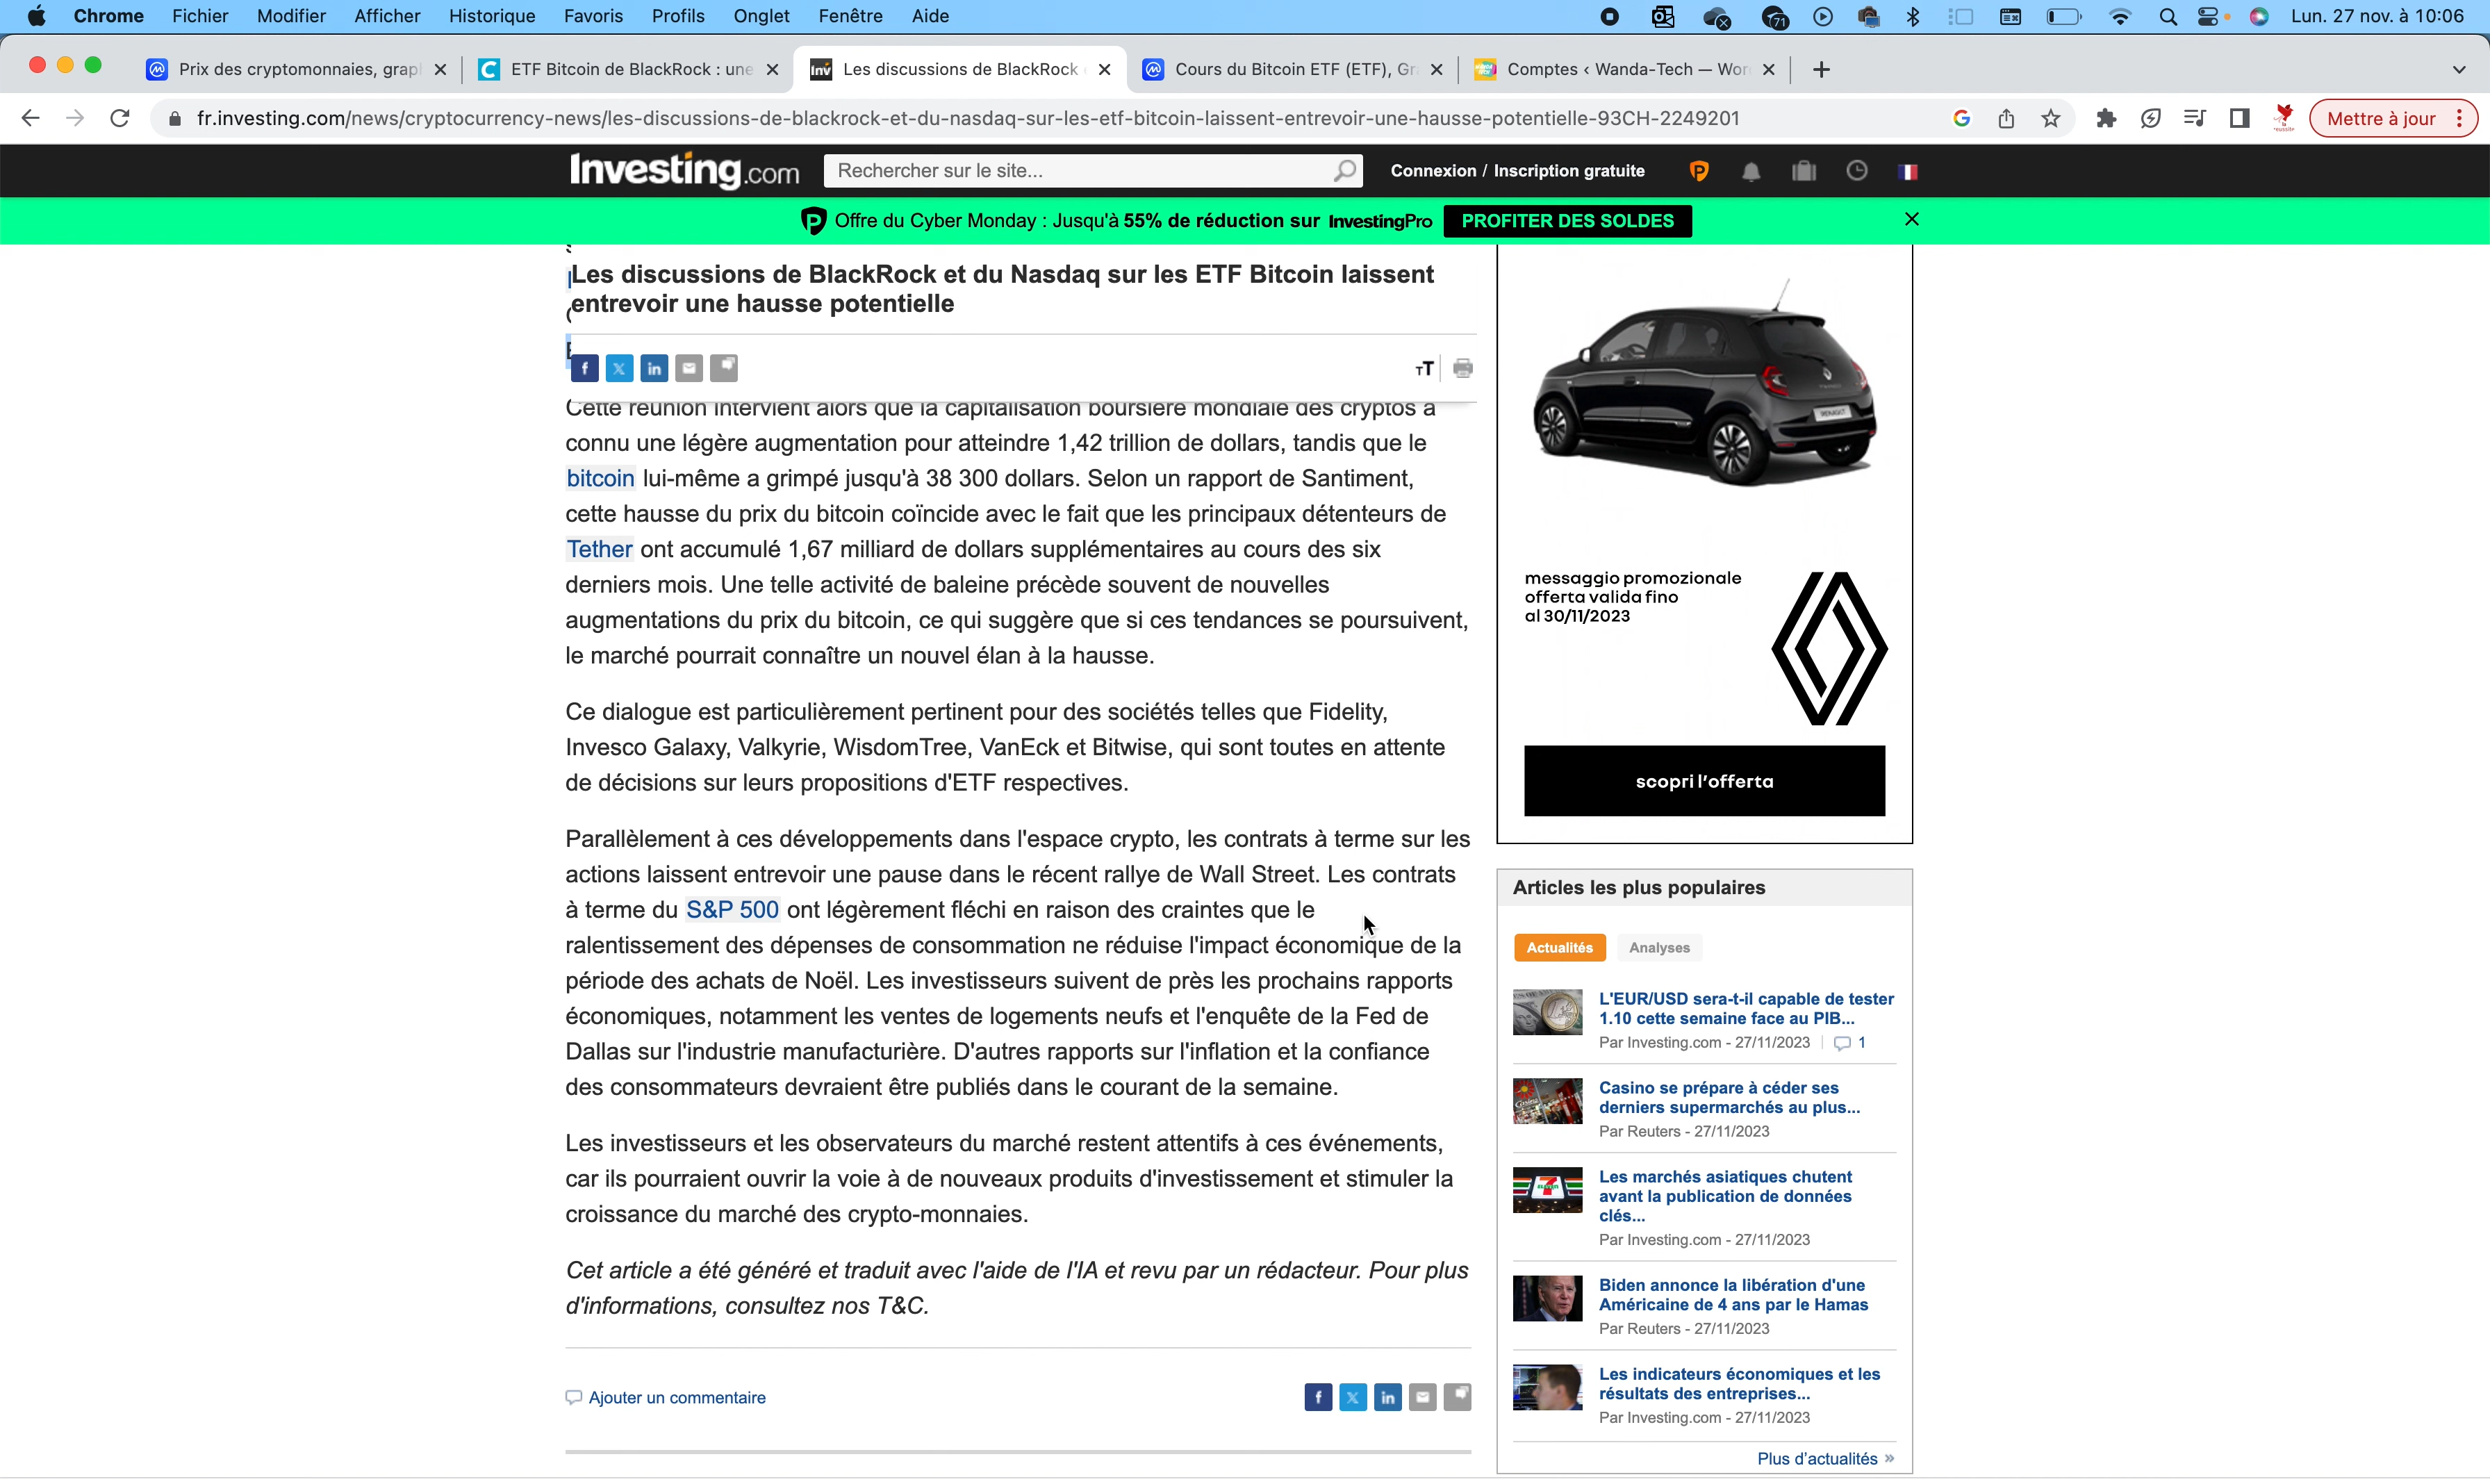 Chrome Fichier Modifier Afficher Historique Favoris Profils Onglet Fenêtre Aide
71
Lun. 27 nov. à 10:06
Prix des cryptomonnaies, grap
ETF Bitcoin de BlackRock : une
Inv Les discussions de BlackRock
Cours du Bitcoin ETF (ETF), Gr
Comptes ‹ Wanda-Tech — Wor
fr.investing.com/news/cryptocurrency-news/les-discussions-de-blackrock-et-du-nasdaq-sur-les-etf-bitcoin-laissent-entrevoir-une-hausse-potentielle-93CH-2249201
Mettre à jour
Investing.com
Rechercher sur le site...
Connexion / Inscription gratuite
Offre du Cyber Monday : Jusqu'à 55% de réduction sur InvestingPro
PROFITER DES SOLDES
Les discussions de BlackRock et du Nasdaq sur les ETF Bitcoin laissent
entrevoir une hausse potentielle
Cette réunion intervient alors que la capitalisation boursière mondiale des cryptos a
connu une légère augmentation pour atteindre 1,42 trillion de dollars, tandis que le
bitcoin lui-même a grimpé jusqu'à 38 300 dollars. Selon un rapport de Santiment,
cette hausse du prix du bitcoin coïncide avec le fait que les principaux détenteurs de
Tether ont accumulé 1,67 milliard de dollars supplémentaires au cours des six
derniers mois. Une telle activité de baleine précède souvent de nouvelles
augmentations du prix du bitcoin, ce qui suggère que si ces tendances se poursuivent,
le marché pourrait connaître un nouvel élan à la hausse.
Ce dialogue est particulièrement pertinent pour des sociétés telles que Fidelity,
Invesco Galaxy, Valkyrie, WisdomTree, VanEck et Bitwise, qui sont toutes en attente
de décisions sur leurs propositions d'ETF respectives.
Parallèlement à ces développements dans l'espace crypto, les contrats à terme sur les
actions laissent entrevoir une pause dans le récent rallye de Wall Street. Les contrats
à terme du S&P 500 ont légèrement fléchi en raison des craintes que le
ralentissement des dépenses de consommation ne réduise l'impact économique de la
période des achats de Noël. Les investisseurs suivent de près les prochains rapports
économiques, notamment les ventes de logements neufs et l'enquête de la Fed de
Dallas sur l'industrie manufacturière. D'autres rapports sur l'inflation et la confiance
des consommateurs devraient être publiés dans le courant de la semaine.
Les investisseurs et les observateurs du marché restent attentifs à ces événements,
car ils pourraient ouvrir la voie à de nouveaux produits d'investissement et stimuler la
croissance du marché des crypto-monnaies.
Cet article a été généré et traduit avec l'aide de l'IA et revu par un rédacteur. Pour plus
d'informations, consultez nos T&C.
Ajouter un commentaire
messaggio promozionale
offerta valida fino
al 30/11/2023
scopri l'offerta
Articles les plus populaires
Actualités Analyses
L'EUR/USD sera-t-il capable de tester
1.10 cette semaine face au PIB...
Par Investing.com - 27/11/2023 1
Casino se prépare à céder ses
derniers supermarchés au plus...
Par Reuters - 27/11/2023
Les marchés asiatiques chutent
avant la publication de données
clés...
Par Investing.com - 27/11/2023
Biden annonce la libération d'une
Américaine de 4 ans par le Hamas
Par Reuters - 27/11/2023
Les indicateurs économiques et les
résultats des entreprises...
Par Investing.com - 27/11/2023
Plus d'actualités »